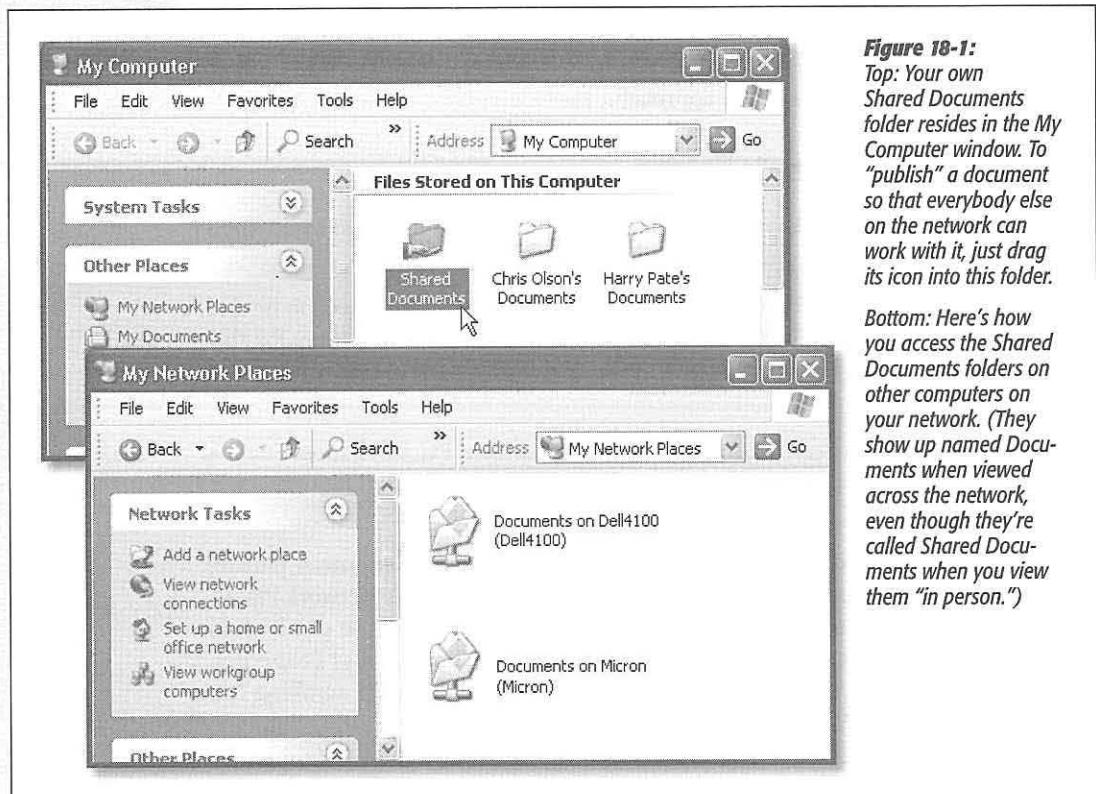 My Computer
File Edit View Favorites Tools Help
Back Search » Address My Computer Go
System Tasks
Other Places
My Network Places
My Documents
Files Stored on This Computer
Shared
Documents
Chris Olson's
Documents
Harry Pate's
Documents
My Network Places
File Edit View Favorites Tools Help
Back Search » Address My Network Places Go
Network Tasks
Add a network place
View network
connections
Set up a home or small
office network
View workgroup
computers
Other Places
Documents on Dell4100
(Dell4100)
Documents on Micron
(Micron)
Figure 18-1:
Top: Your own
Shared Documents
folder resides in the My
Computer window. To
“publish” a document
so that everybody else
on the network can
work with it, just drag
its icon into this folder.
Bottom: Here's how
you access the Shared
Documents folders on
other computers on
your network. (They
show up named Docu-
ments when viewed
across the network,
even though they're
called Shared Docu-
ments when you view
them “in person.”)